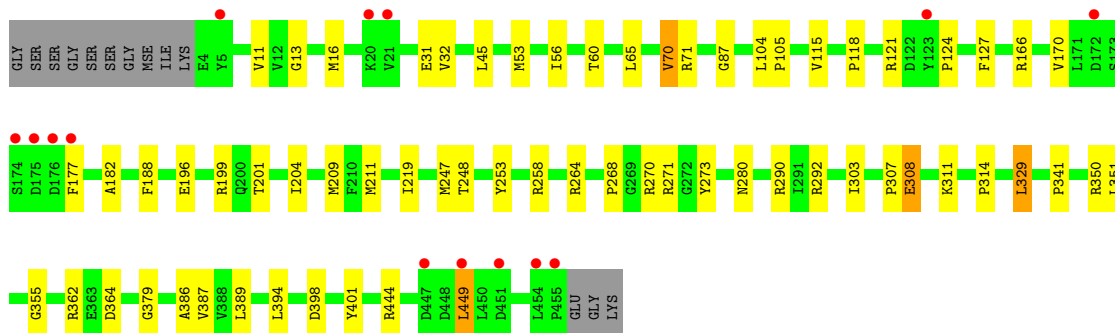 GLY SER SER SER GLY SER SER GLY MSE ILE LYS E4 Y5 V11 V12 G13 M16 K20 V21 E31 V32 L45 M53 I56 T60 L65 V70 R71 G87 L104 P105 V115 P118 R121 D122 Y123 P124 F127 R166 V170 L171 D172 S173
S174 D175 D176 F177 A182 F188 E196 R199 Q200 T201 I204 M209 F210 M211 I219 M247 T248 Y253 R258 R264 P268 G269 R270 R271 G272 Y273 N280 R290 I291 R292 I303 P307 E308 K311 P314 L329 P341 R350 L351
G355 R362 E363 D364 G379 A386 V387 V388 L389 L394 D398 Y401 R444 D447 D448 L449 L450 D451 L454 P455 GLU GLY LYS